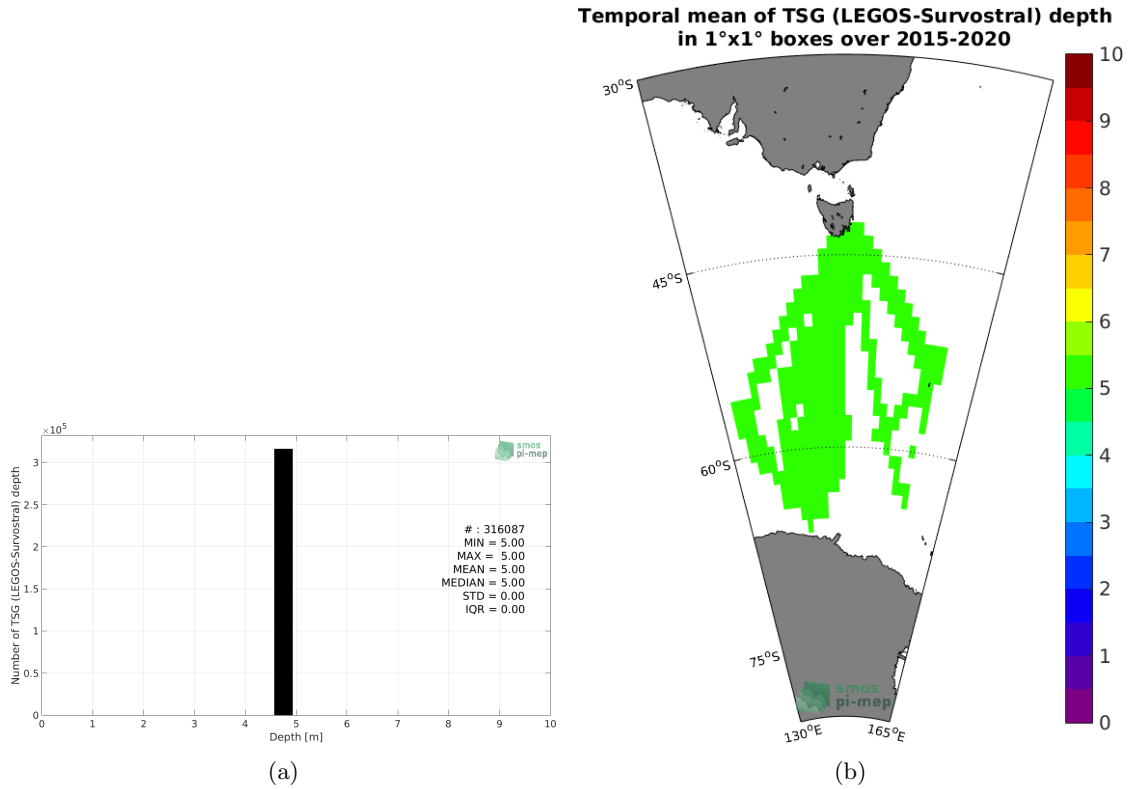 ×10⁵
Number of TSG (LEGOS-Survostral) depth
3
2.5
2
1.5
1
0.5
0
smos
pi-mep
# : 316087
MIN = 5.00
MAX = 5.00
MEAN = 5.00
MEDIAN = 5.00
STD = 0.00
IQR = 0.00
0 1 2 3 4 5 6 7 8 9 10
Depth [m]
(a)
Temporal mean of TSG (LEGOS-Survostral) depth
in 1°x1° boxes over 2015-2020
30°S
45°S
60°S
75°S
130°E 165°E
smos
pi-mep
10
9
8
7
6
5
4
3
2
1
0
(b)